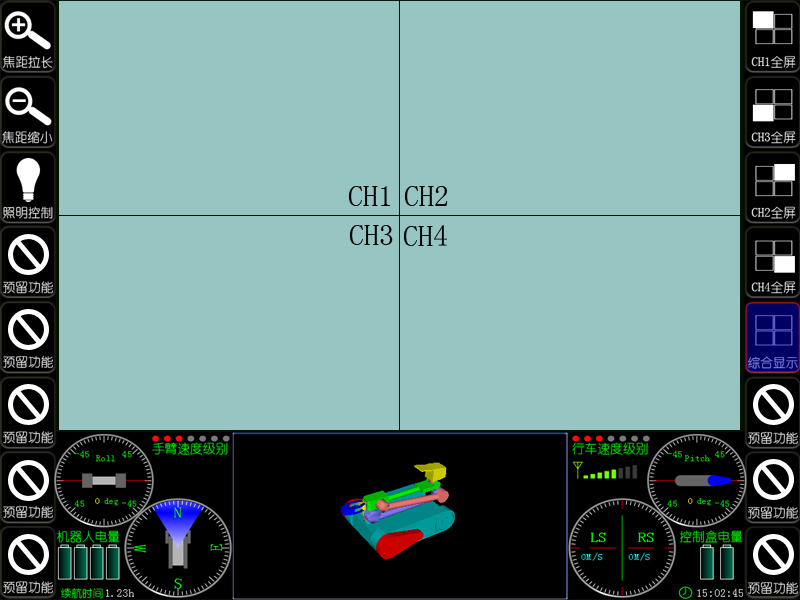 焦距拉长
焦距缩小
照明控制
预留功能
预留功能
预留功能
预留功能
预留功能
CH1 CH2
CH3 CH4
CH1全屏
CH3全屏
CH2全屏
CH4全屏
综合显示
预留功能
预留功能
预留功能
手臂速度级别
45 Roll 45
0 deg
-45 -45
机器人电量
续航时间1.23h
N
W E
S
行车速度级别
45 Pitch 45
0 deg
-45 -45
LS RS
0M/S 0M/S
控制盒电量
15:02:45